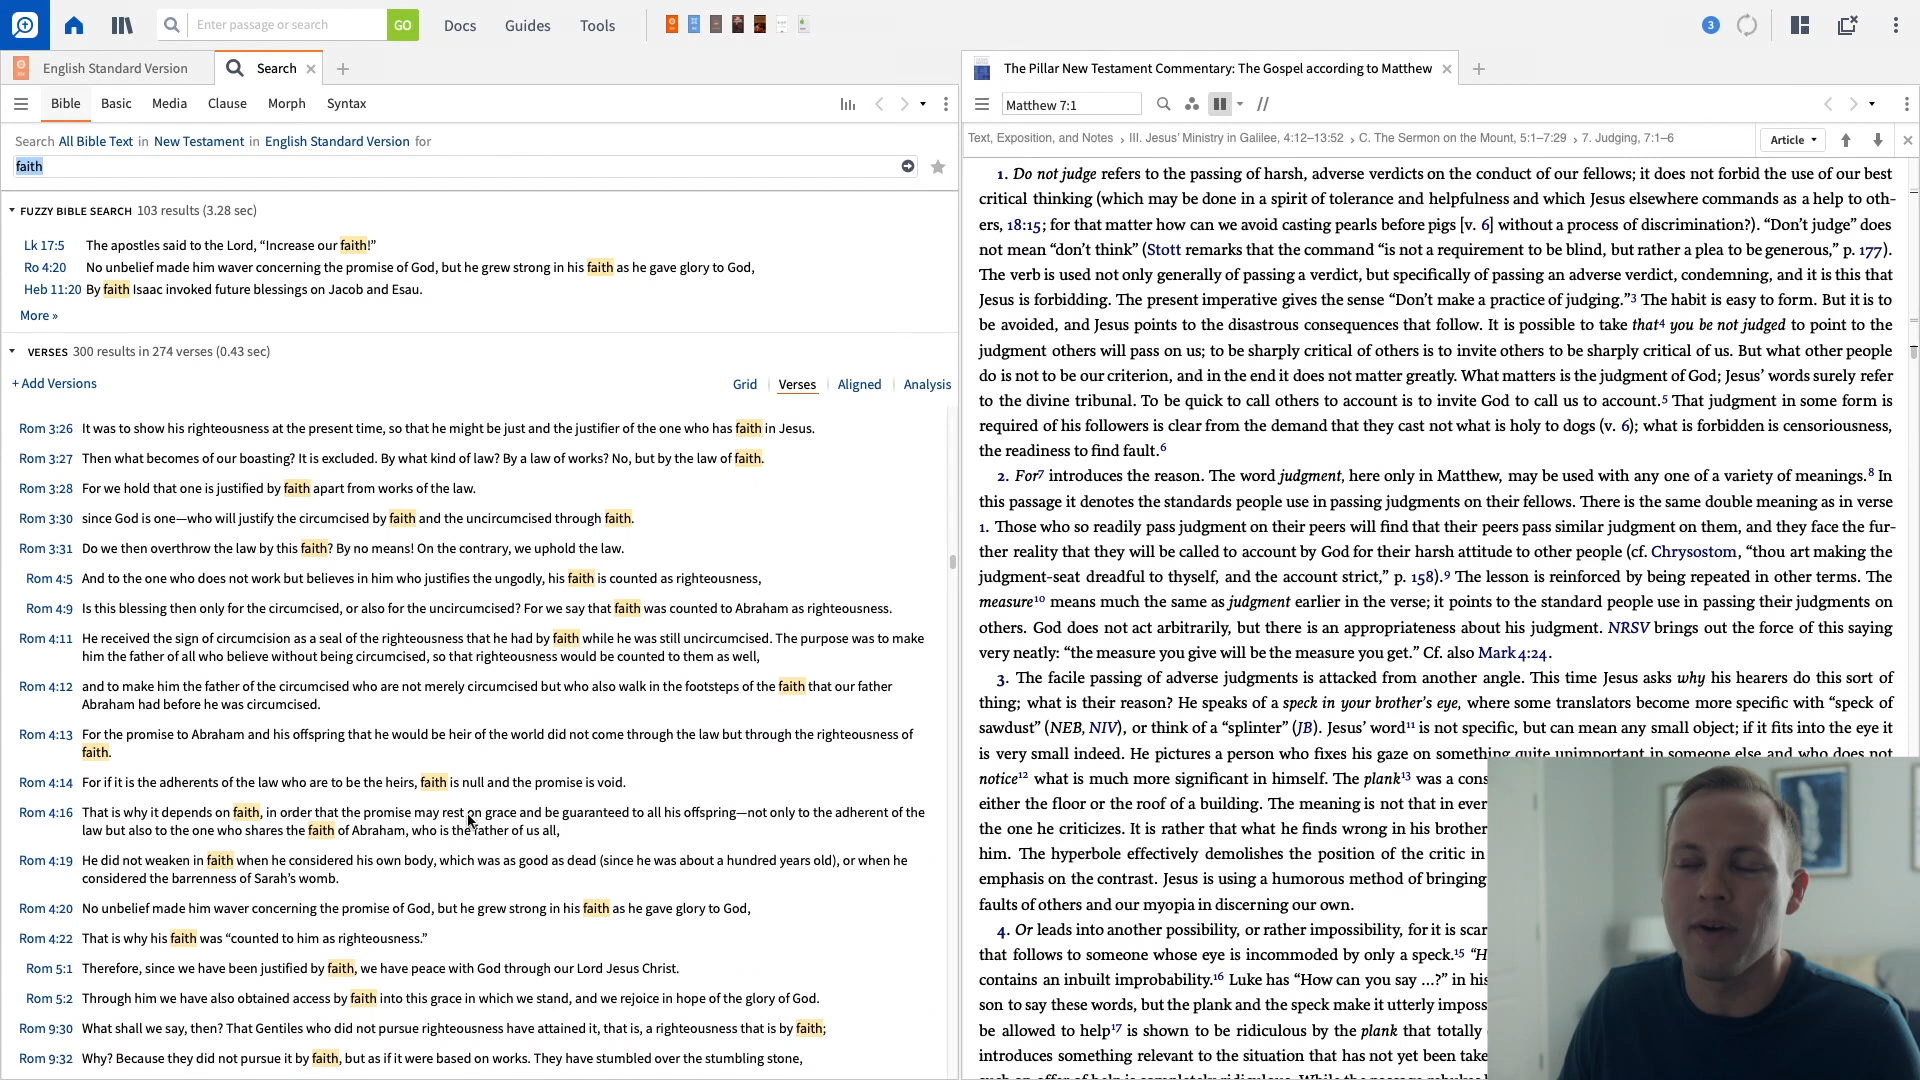 Enter passage or search
GO
Docs
Guides
Tools
3
English Standard Version
Search
Bible
Basic
Media
Clause
Morph
Syntax
Search All Bible Text in New Testament in English Standard Version for
faith
FUZZY BIBLE SEARCH 103 results (3.28 sec)
Lk 17:5 The apostles said to the Lord, “Increase our faith!”
Ro 4:20 No unbelief made him waver concerning the promise of God, but he grew strong in his faith as he gave glory to God,
Heb 11:20 By faith Isaac invoked future blessings on Jacob and Esau.
More »
VERSES 300 results in 274 verses (0.43 sec)
+ Add Versions
Grid
Verses
Aligned
Analysis
Rom 3:26 It was to show his righteousness at the present time, so that he might be just and the justifier of the one who has faith in Jesus.
Rom 3:27 Then what becomes of our boasting? It is excluded. By what kind of law? By a law of works? No, but by the law of faith.
Rom 3:28 For we hold that one is justified by faith apart from works of the law.
Rom 3:30 since God is one—who will justify the circumcised by faith and the uncircumcised through faith.
Rom 3:31 Do we then overthrow the law by this faith? By no means! On the contrary, we uphold the law.
Rom 4:5 And to the one who does not work but believes in him who justifies the ungodly, his faith is counted as righteousness,
Rom 4:9 Is this blessing then only for the circumcised, or also for the uncircumcised? For we say that faith was counted to Abraham as righteousness.
Rom 4:11 He received the sign of circumcision as a seal of the righteousness that he had by faith while he was still uncircumcised. The purpose was to make
him the father of all who believe without being circumcised, so that righteousness would be counted to them as well,
Rom 4:12 and to make him the father of the circumcised who are not merely circumcised but who also walk in the footsteps of the faith that our father
Abraham had before he was circumcised.
Rom 4:13 For the promise to Abraham and his offspring that he would be heir of the world did not come through the law but through the righteousness of
faith.
Rom 4:14 For if it is the adherents of the law who are to be the heirs, faith is null and the promise is void.
Rom 4:16 That is why it depends on faith, in order that the promise may rest on grace and be guaranteed to all his offspring—not only to the adherent of the
law but also to the one who shares the faith of Abraham, who is the father of us all,
Rom 4:19 He did not weaken in faith when he considered his own body, which was as good as dead (since he was about a hundred years old), or when he
considered the barrenness of Sarah’s womb.
Rom 4:20 No unbelief made him waver concerning the promise of God, but he grew strong in his faith as he gave glory to God,
Rom 4:22 That is why his faith was “counted to him as righteousness.”
Rom 5:1 Therefore, since we have been justified by faith, we have peace with God through our Lord Jesus Christ.
Rom 5:2 Through him we have also obtained access by faith into this grace in which we stand, and we rejoice in hope of the glory of God.
Rom 9:30 What shall we say, then? That Gentiles who did not pursue righteousness have attained it, that is, a righteousness that is by faith;
Rom 9:32 Why? Because they did not pursue it by faith, but as if it were based on works. They have stumbled over the stumbling stone,
The Pillar New Testament Commentary: The Gospel according to Matthew
Matthew 7:1
Text, Exposition, and Notes › III. Jesus’ Ministry in Galilee, 4:12–13:52 › C. The Sermon on the Mount, 5:1–7:29 › 7. Judging, 7:1–6
Article
1. Do not judge refers to the passing of harsh, adverse verdicts on the conduct of our fellows; it does not forbid the use of our best
critical thinking (which may be done in a spirit of tolerance and helpfulness and which Jesus elsewhere commands as a help to oth-
ers, 18:15; for that matter how can we avoid casting pearls before pigs [v. 6] without a process of discrimination?). “Don’t judge” does
not mean “don’t think” (Stott remarks that the command “is not a requirement to be blind, but rather a plea to be generous,” p. 177).
The verb is used not only generally of passing a verdict, but specifically of passing an adverse verdict, condemning, and it is this that
Jesus is forbidding. The present imperative gives the sense “Don’t make a practice of judging.”3 The habit is easy to form. But it is to
be avoided, and Jesus points to the disastrous consequences that follow. It is possible to take that4 you be not judged to point to the
judgment others will pass on us; to be sharply critical of others is to invite others to be sharply critical of us. But what other people
do is not to be our criterion, and in the end it does not matter greatly. What matters is the judgment of God; Jesus’ words surely refer
to the divine tribunal. To be quick to call others to account is to invite God to call us to account.5 That judgment in some form is
required of his followers is clear from the demand that they cast not what is holy to dogs (v. 6); what is forbidden is censoriousness,
the readiness to find fault.6
2. For7 introduces the reason. The word judgment, here only in Matthew, may be used with any one of a variety of meanings.8 In
this passage it denotes the standards people use in passing judgments on their fellows. There is the same double meaning as in verse
1. Those who so readily pass judgment on their peers will find that their peers pass similar judgment on them, and they face the fur-
ther reality that they will be called to account by God for their harsh attitude to other people (cf. Chrysostom, “thou art making the
judgment-seat dreadful to thyself, and the account strict,” p. 158).9 The lesson is reinforced by being repeated in other terms. The
measure10 means much the same as judgment earlier in the verse; it points to the standard people use in passing their judgments on
others. God does not act arbitrarily, but there is an appropriateness about his judgment. NRSV brings out the force of this saying
very neatly: “the measure you give will be the measure you get.” Cf. also Mark 4:24.
3. The facile passing of adverse judgments is attacked from another angle. This time Jesus asks why his hearers do this sort of
thing; what is their reason? He speaks of a speck in your brother’s eye, where some translators become more specific with “speck of
sawdust” (NEB, NIV), or think of a “splinter” (JB). Jesus’ word11 is not specific, but can mean any small object; if it fits into the eye it
is very small indeed. He pictures a person who fixes his gaze on something quite unimportant in someone else and who does not
notice12 what is much more significant in himself. The plank13 was a cons
either the floor or the roof of a building. The meaning is not that in ever
the one he criticizes. It is rather that what he finds wrong in his brother
him. The hyperbole effectively demolishes the position of the critic in
emphasis on the contrast. Jesus is using a humorous method of bringing
faults of others and our myopia in discerning our own.
4. Or leads into another possibility, or rather impossibility, for it is scar
that follows to someone whose eye is incommoded by only a speck.15 “H
contains an inbuilt improbability.16 Luke has “How can you say ...?” in his
son to say these words, but the plank and the speck make it utterly imposs
be allowed to help17 is shown to be ridiculous by the plank that totally
introduces something relevant to the situation that has not yet been take